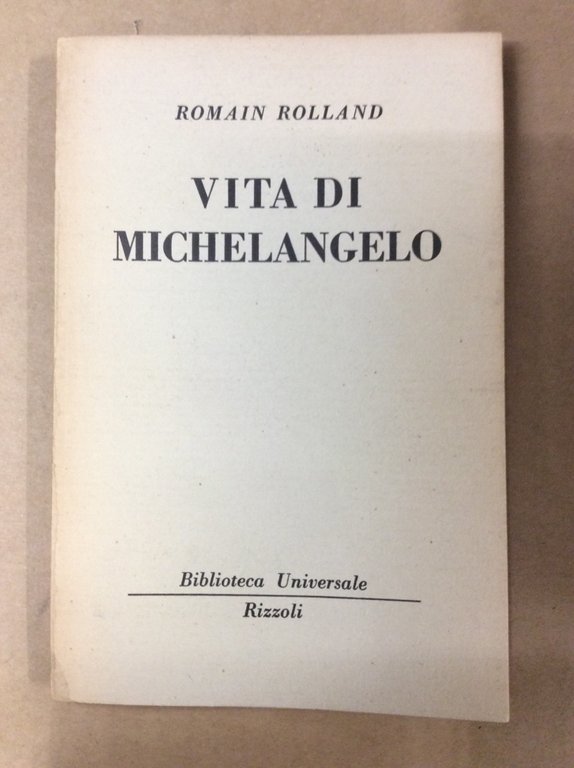 ROMAIN ROLLAND
VITA DI
MICHELANGELO
Biblioteca Universale
Rizzoli